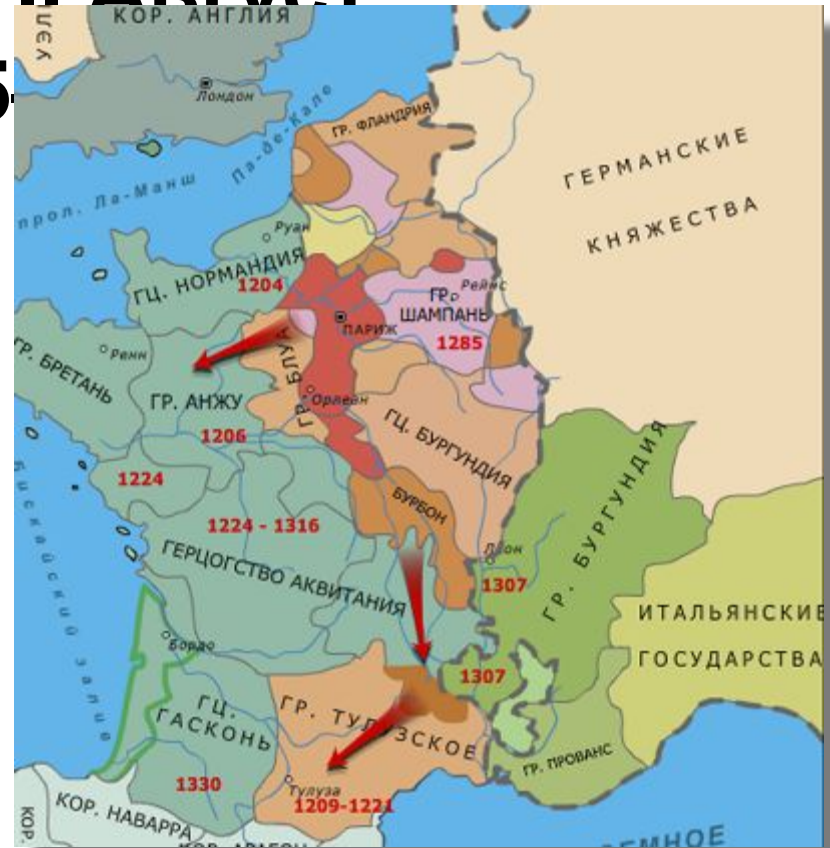 КОР. АНГЛИЯ
Лондон
Па-де-Кале
ГР. ФЛАНДРИЯ
ГЕРМАНСКИЕ
КНЯЖЕСТВА
прол. Ла-Манш
Руан
ГЦ. НОРМАНДИЯ
1204
Реймс
ГР.
ШАМПАНЬ
1285
ПАРИЖ
ГР. БРЕТАНЬ
Ренн
ГР. БЛУА
ГР. АНЖУ
Орлеан
1206
ГЦ. БУРГУНДИЯ
1224
БУРБОН
1224 - 1316
ГЕРЦОГСТВО АКВИТАНИЯ
Бискайский залив
Лион
1307
ГР. БУРГУНДИЯ
ИТАЛЬЯНСКИЕ
ГОСУДАРСТВА
Бордо
1307
ГЦ.
ГАСКОНЬ
ГР. ТУЛУЗСКОЕ
ГР. ПРОВАНС
1330
Тулуза
1209-1221
КОР. НАВАРРА
КОР.